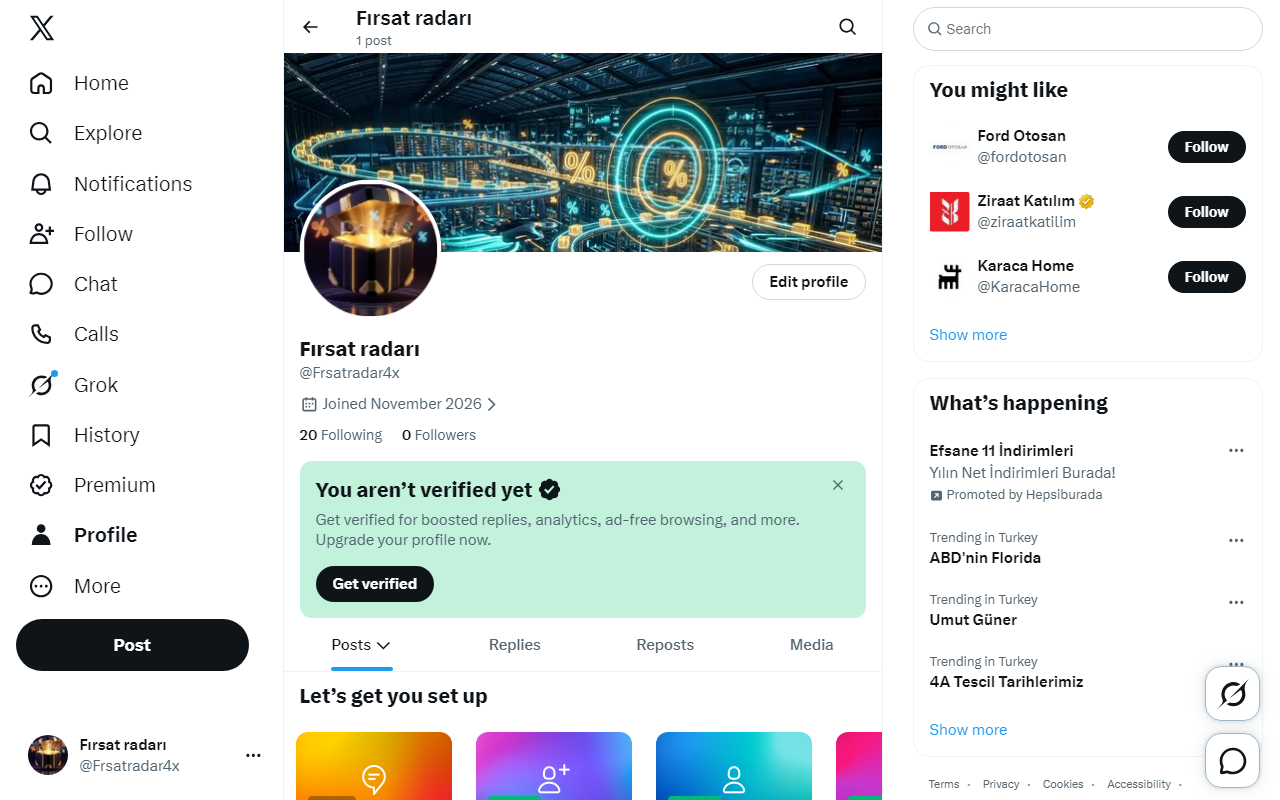 Home
Explore
Notifications
Follow
Chat
Calls
Grok
History
Premium
Profile
More
Post
Fırsat radarı
@Frsatradar4x
Fırsat radarı
1 post
Edit profile
Fırsat radarı
@Frsatradar4x
Joined November 2026
20 Following 0 Followers
You aren’t verified yet
Get verified for boosted replies, analytics, ad-free browsing, and more.
Upgrade your profile now.
Get verified
Posts Replies Reposts Media
Let’s get you set up
Search
You might like
FORD OTOSAN
Ford Otosan
@fordotosan
Follow
Ziraat Katılım
@ziraatkatilim
Follow
Karaca Home
@KaracaHome
Follow
Show more
What’s happening
Efsane 11 İndirimleri
Yılın Net İndirimleri Burada!
Promoted by Hepsiburada
Trending in Turkey
ABD'nin Florida
Trending in Turkey
Umut Güner
Trending in Turkey
4A Tescil Tarihlerimiz
Show more
Terms · Privacy · Cookies · Accessibility ·